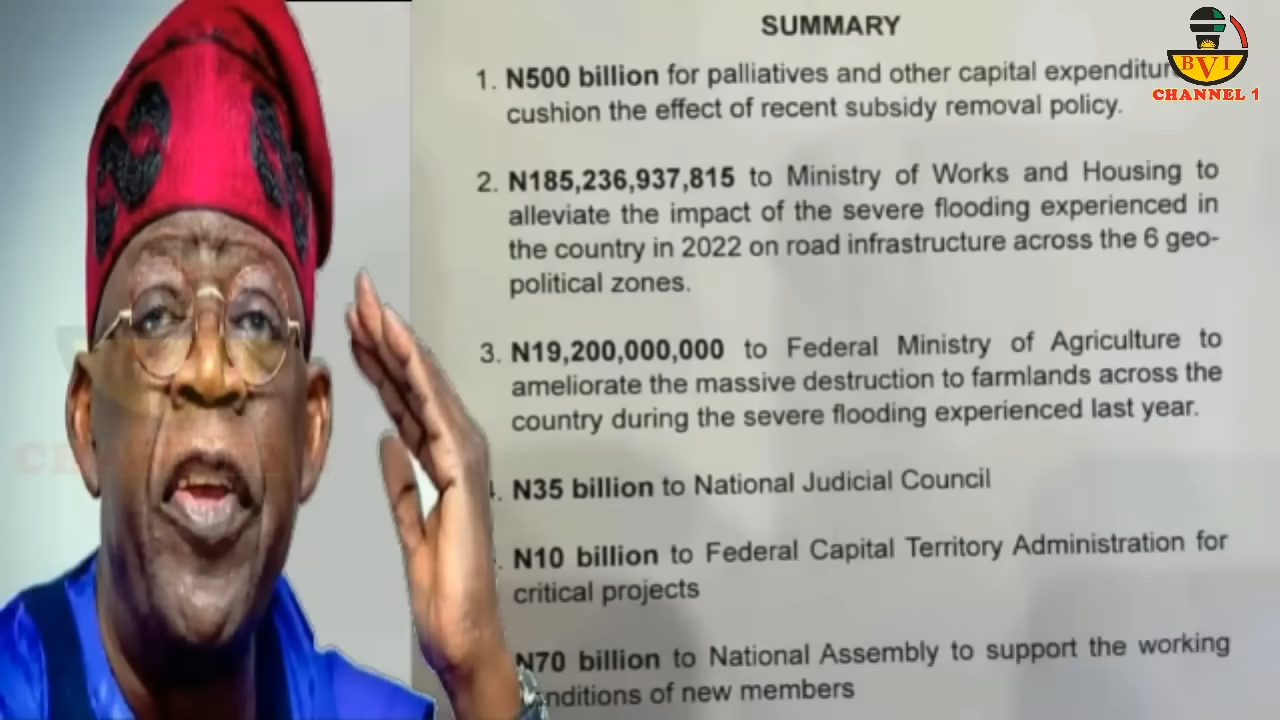 SUMMARY
BVI
CHANNEL 1
1. N500 billion for palliatives and other capital
cushion the effect of recent subsidy removal policy.
2. N185,236,937,815 to Ministry of Works and Housing to
alleviate the impact of the severe flooding experienced in
the country in 2022 on road infrastructure across the 6 geo-
political zones.
3. N19,200,000,000 to Federal Ministry of Agriculture to
ameliorate the massive destruction to farmlands across the
country during the severe flooding experienced last year.
N35 billion to National Judicial Council
N10 billion to Federal Capital Territory Administration for
critical projects
N70 billion to National Assembly to support the working
of new members